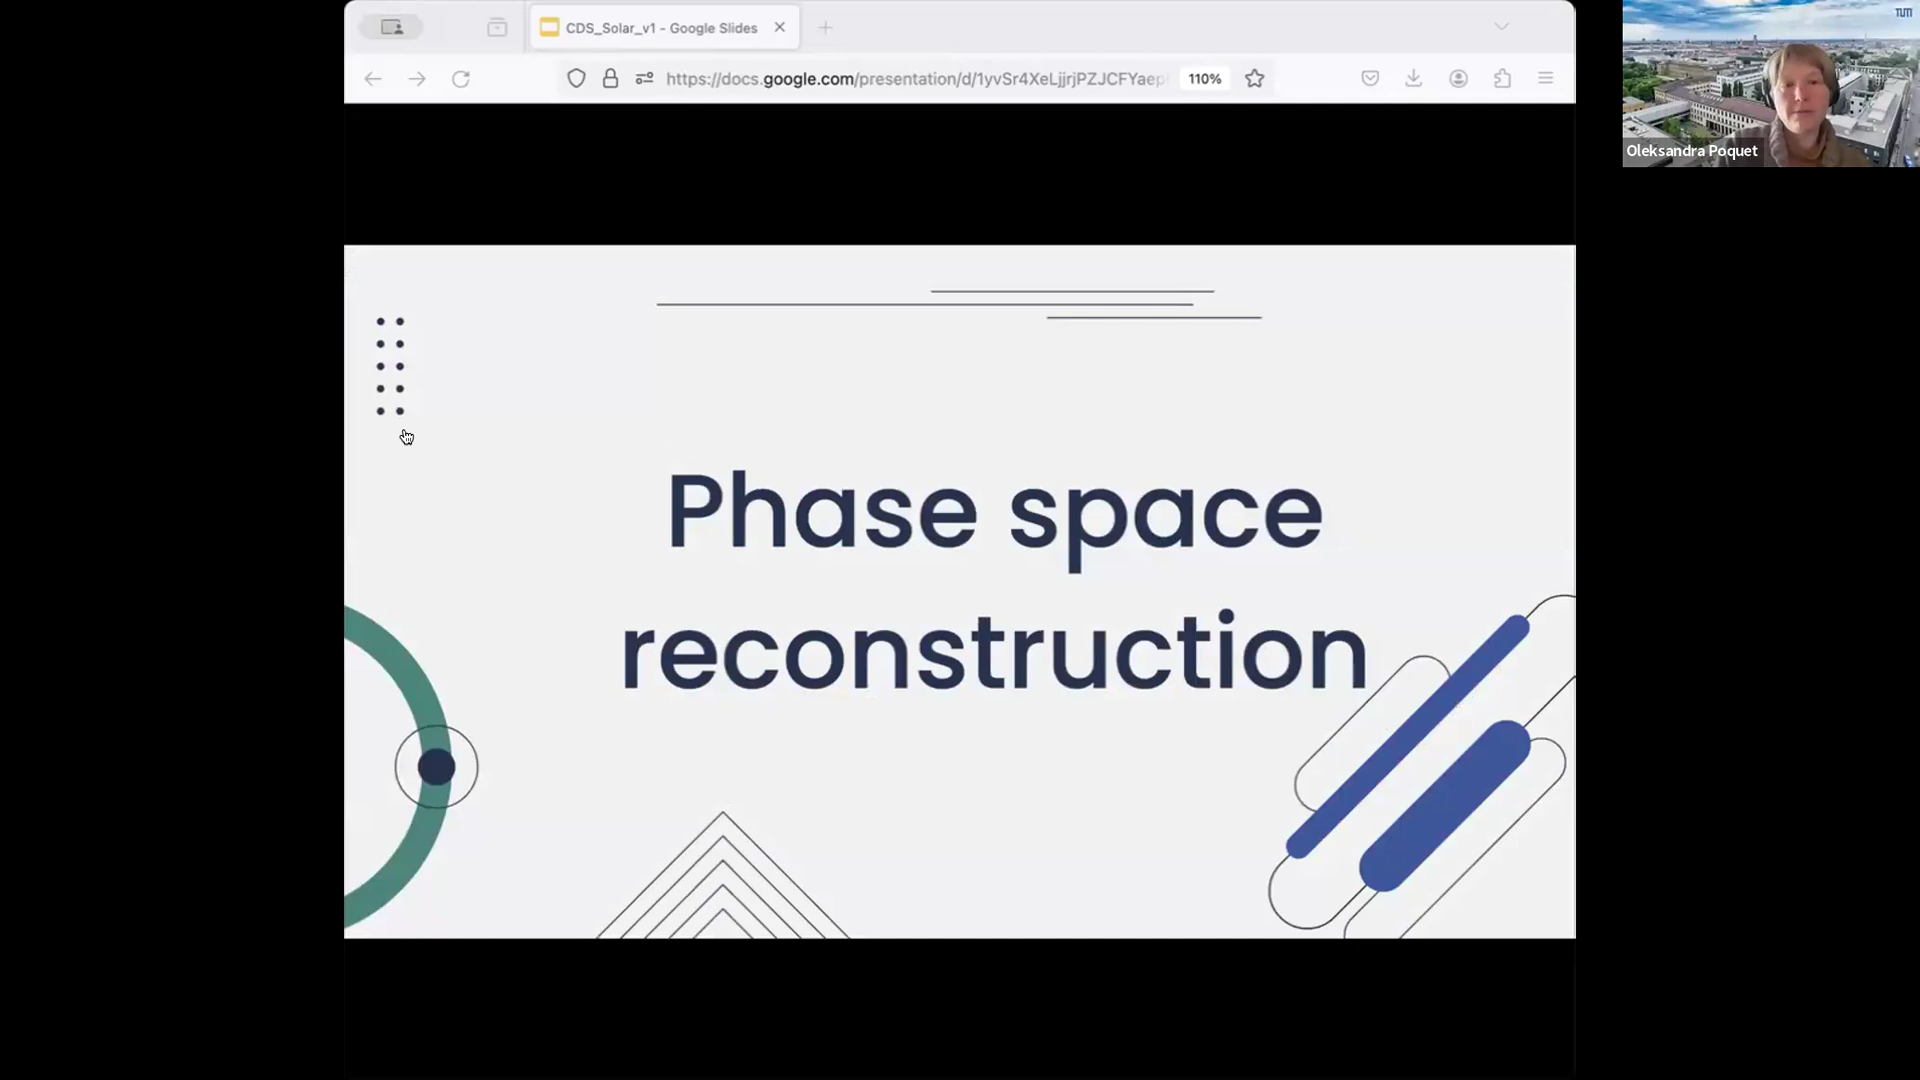 CDS_Solar_v1 - Google Slides
https://docs.google.com/presentation/d/1yvSr4XeLjjrjPZJCFYaep
110%
TUM
Oleksandra Poquet
Phase space
reconstruction